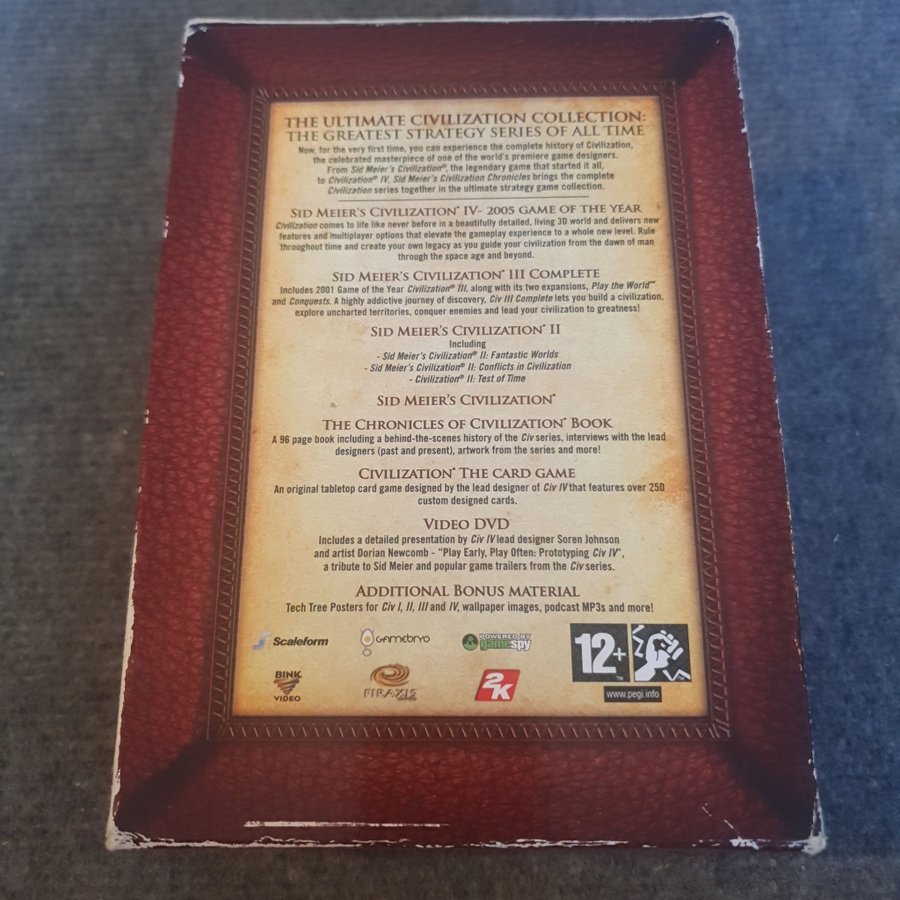 THE ULTIMATE CIVILIZATION COLLECTION:
THE GREATEST STRATEGY SERIES OF ALL TIME
Now, for the very first time, you can experience the complete history of Civilization,
the celebrated masterpiece of one of the world's premiere game designers.
From Sid Meier's Civilization®, the legendary game that started it all,
to Civilization® IV, Sid Meier's Civilization Chronicles brings the complete
Civilization series together in the ultimate strategy game collection.
SID MEIER'S CIVILIZATION® IV- 2005 GAME OF THE YEAR
Civilization comes to life like never before in a beautifully detailed, living 3D world and delivers new
features and multiplayer options that elevate the gameplay experience to a whole new level. Rule
throughout time and create your own legacy as you guide your civilization from the dawn of man
through the space age and beyond.
SID MEIER'S CIVILIZATION® III COMPLETE
Includes 2001 Game of the Year Civilization® III, along with its two expansions, Play the World™
and Conquests. A highly addictive journey of discovery, Civ III Complete lets you build a civilization,
explore uncharted territories, conquer enemies and lead your civilization to greatness!
SID MEIER'S CIVILIZATION® II
Including
- Sid Meier's Civilization® II: Fantastic Worlds
- Sid Meier's Civilization® II: Conflicts in Civilization
- Civilization® II: Test of Time
SID MEIER'S CIVILIZATION®
THE CHRONICLES OF CIVILIZATION® BOOK
A 96 page book including a behind-the-scenes history of the Civ series, interviews with the lead
designers (past and present), artwork from the series and more!
CIVILIZATION® THE CARD GAME
An original tabletop card game designed by the lead designer of Civ IV that features over 250
custom designed cards.
VIDEO DVD
Includes a detailed presentation by Civ IV lead designer Soren Johnson
and artist Dorian Newcomb - "Play Early, Play Often: Prototyping Civ IV",
a tribute to Sid Meier and popular game trailers from the Civ series.
ADDITIONAL BONUS MATERIAL
Tech Tree Posters for Civ I, II, III and IV, wallpaper images, podcast MP3s and more!
Scaleform GAMEBRYO POWERED BY gamespy 12+ ™
BINK VIDEO FIRAXIS GAMES 2K www.pegi.info